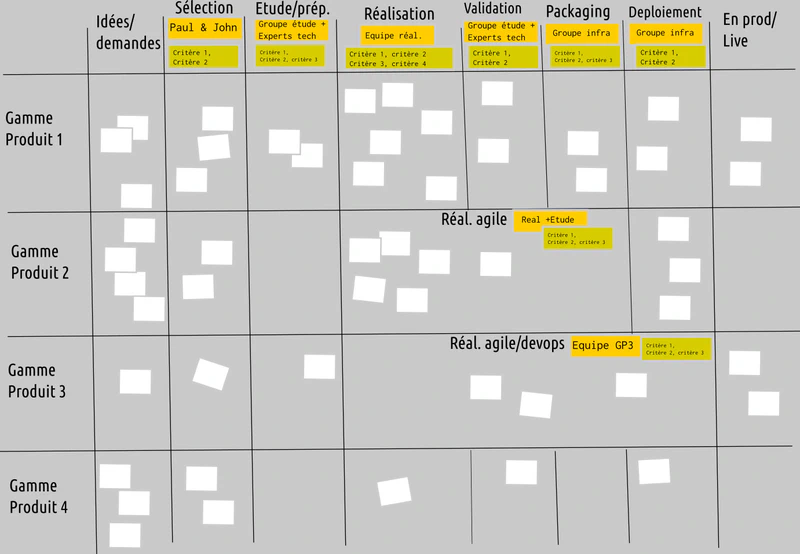 Idées/
demandes
Sélection
Paul & John
Critère 1,
Critère 2
Etude/prép.
Groupe étude +
Experts tech
Critère 1,
Critère 2, critère 3
Réalisation
Equipe réal.
Critère 1, critère 2
Critère 3, critère 4
Validation
Groupe étude +
Experts tech
Critère 1,
Critère 2
Packaging
Groupe infra
Critère 1,
Critère 2, critère 3
Deploiement
Groupe infra
Critère 1,
Critère 2
En prod/
Live
Gamme
Produit 1
Gamme
Produit 2
Réal. agile
Real +Etude
Critère 1,
Critère 2, critère 3
Gamme
Produit 3
Réal. agile/devops
Equipe GP3
Critère 1,
Critère 2, critère 3
Gamme
Produit 4